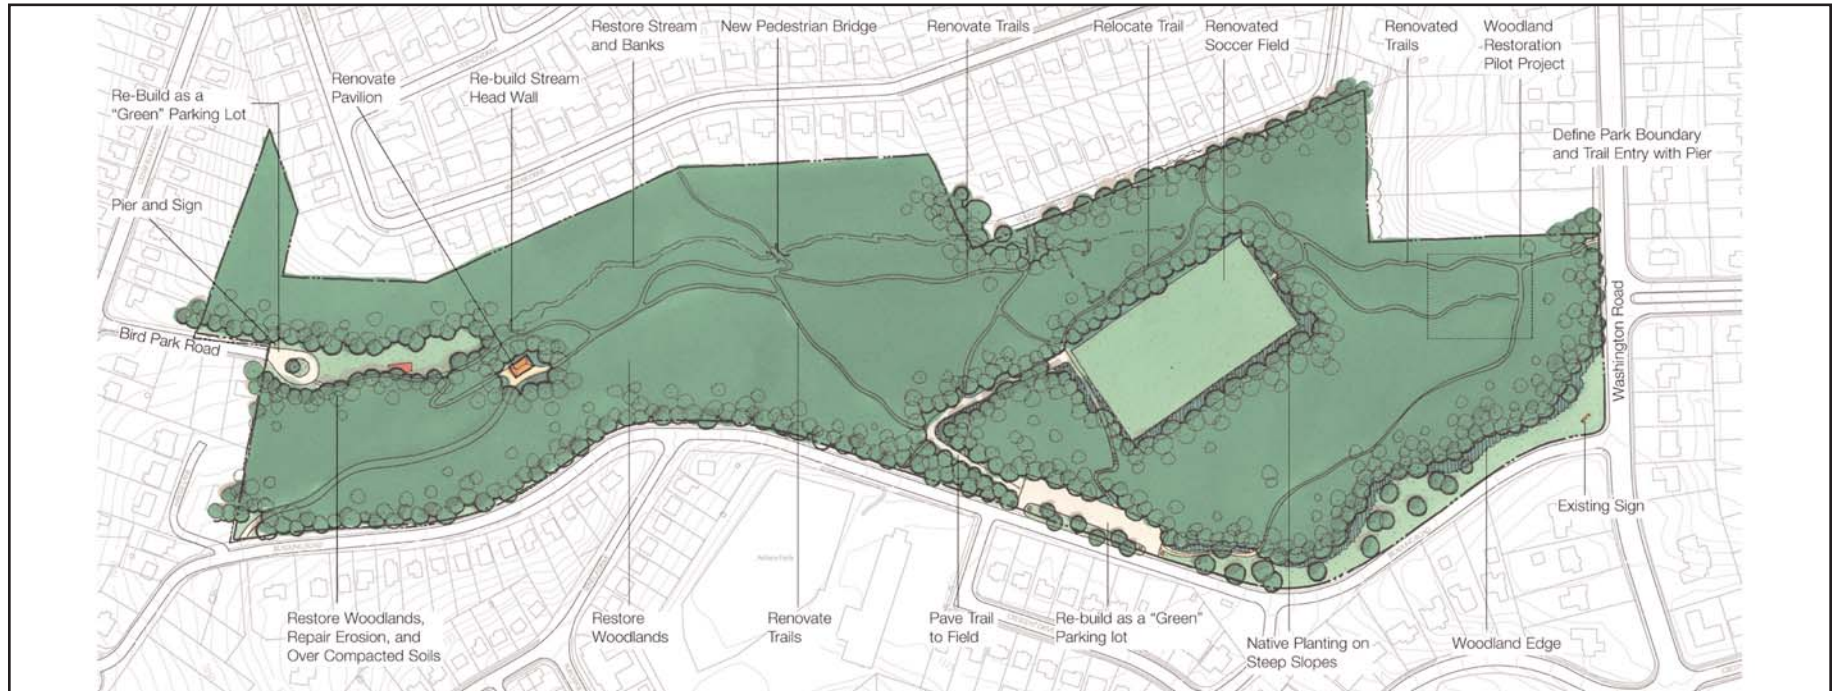 Restore Stream
and Banks
New Pedestrian Bridge
Renovate Trails
Relocate Trail
Renovated
Soccer Field
Renovated
Trails
Woodland
Restoration
Pilot Project
Renovate
Pavilion
Re-build Stream
Head Wall
Re-Build as a
"Green" Parking Lot
Define Park Boundary
and Trail Entry with Pier
Pier and Sign
Bird Park Road
Washington Road
Existing Sign
Restore Woodlands,
Repair Erosion, and
Over Compacted Soils
Restore
Woodlands
Renovate
Trails
Pave Trail
to Field
Re-build as a "Green"
Parking lot
Native Planting on
Steep Slopes
Woodland Edge